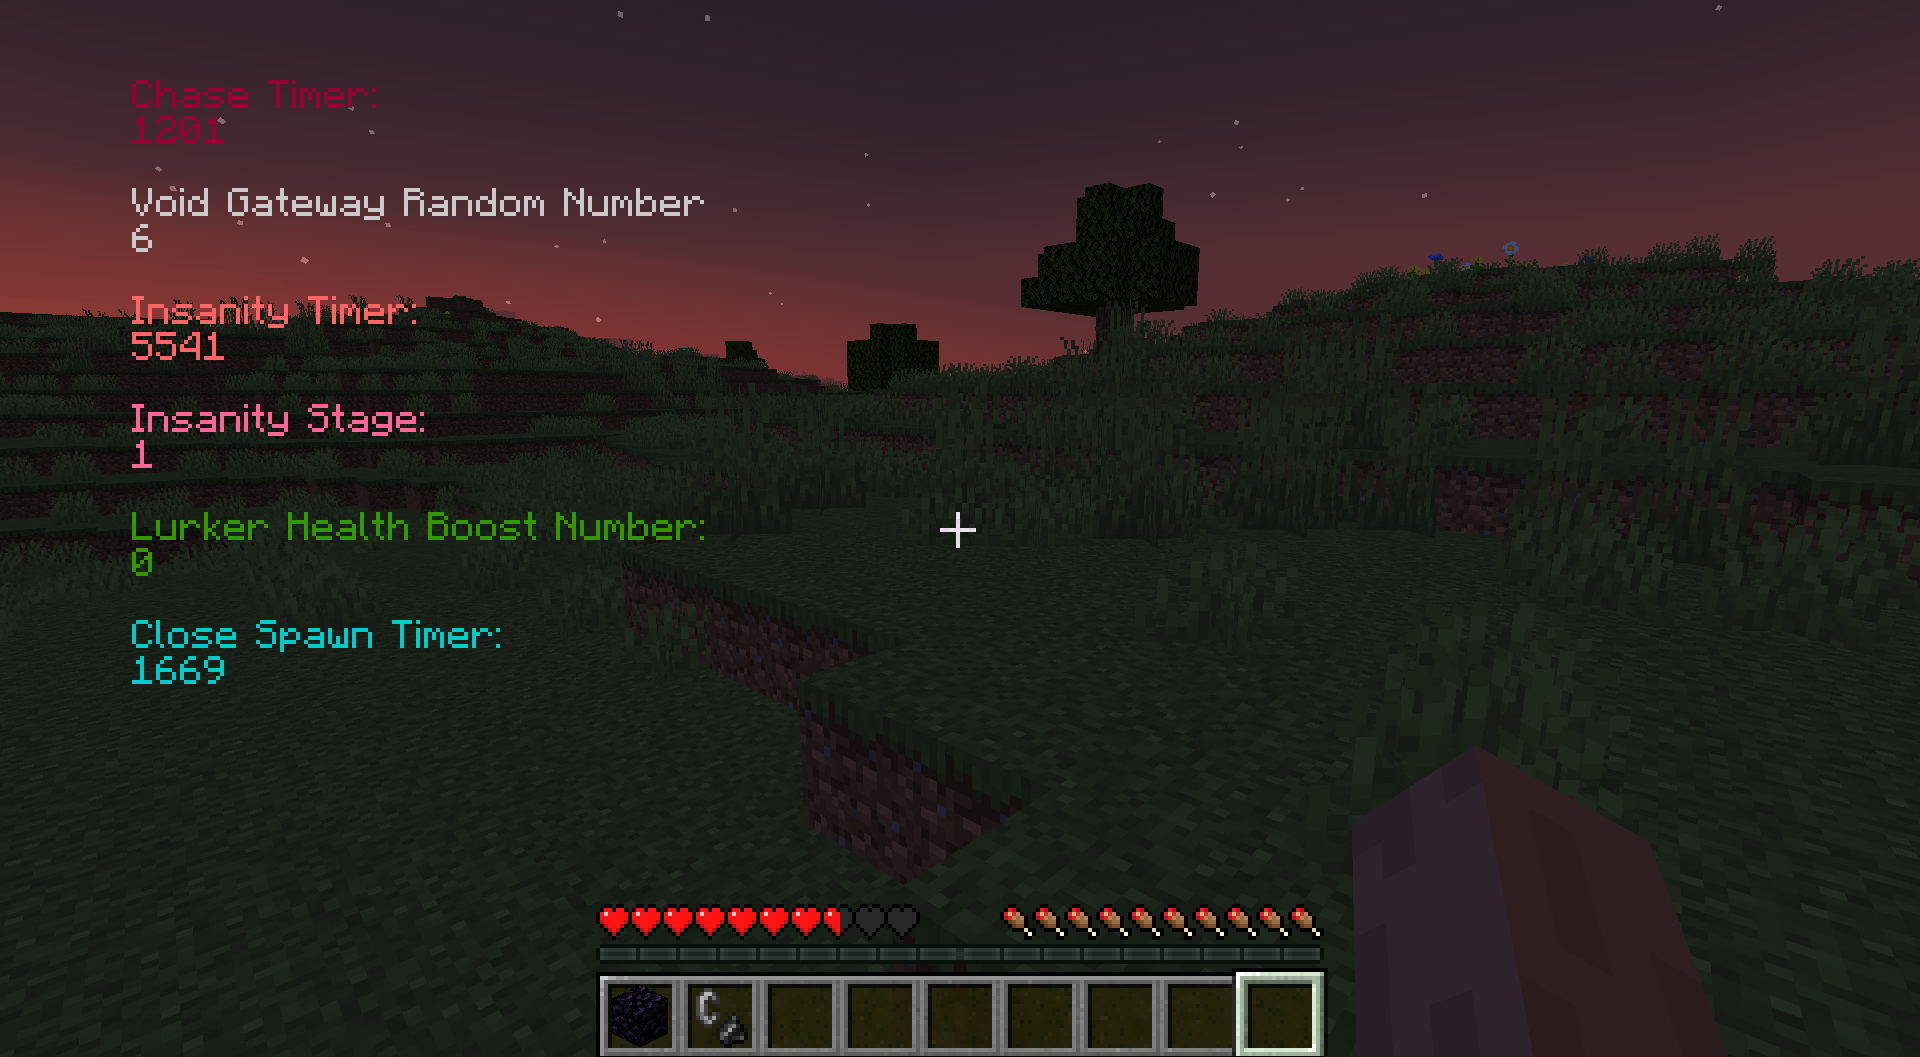 Chase Timer:
1201
Void Gateway Random Number
6
Insanity Timer:
5541
Insanity Stage:
1
Lurker Health Boost Number:
0
Close Spawn Timer:
1669